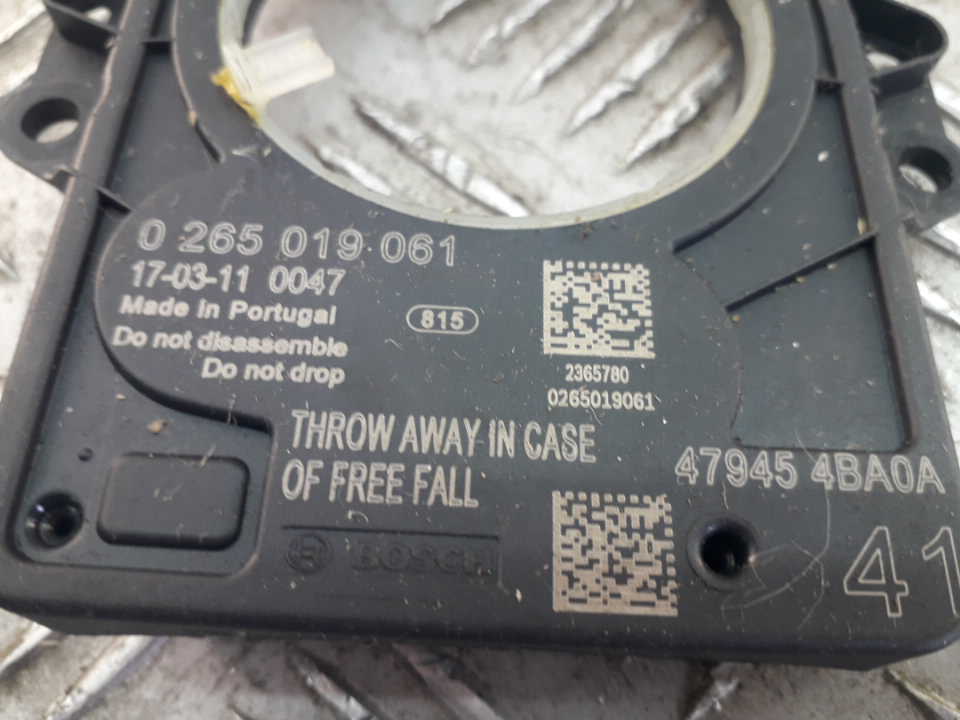 0 265 019 061
17-03-11 0047
Made in Portugal
815
Do not disassemble
Do not drop
2365780
0265019061
THROW AWAY IN CASE
OF FREE FALL
47945 4BA0A
BOSCH
41